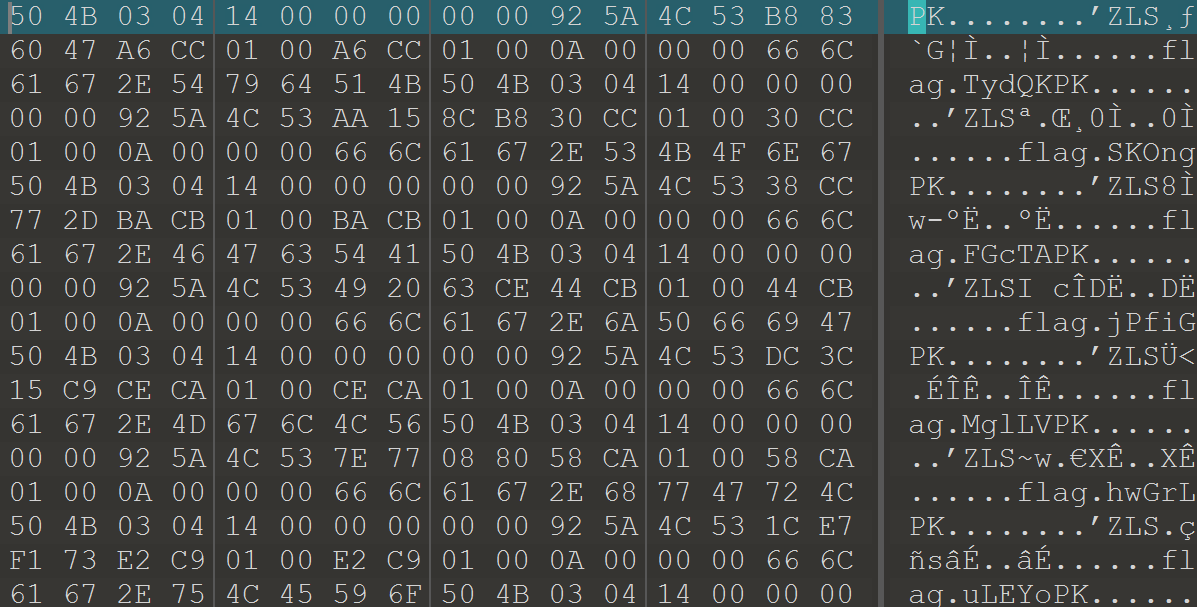 50 4B 03 04 14 00 00 00 00 00 92 5A 4C 53 B8 83 PK........’ZLS¸ƒ
60 47 A6 CC 01 00 A6 CC 01 00 0A 00 00 00 66 6C `G¦Ì..¦Ì......fl
61 67 2E 54 79 64 51 4B 50 4B 03 04 14 00 00 00 ag.TydQKPK......
00 00 92 5A 4C 53 AA 15 8C B8 30 CC 01 00 30 CC ..’ZLSª.Œ¸0Ì..0Ì
01 00 0A 00 00 00 66 6C 61 67 2E 53 4B 4F 6E 67 ......flag.SKOng
50 4B 03 04 14 00 00 00 00 00 92 5A 4C 53 38 CC PK........’ZLS8Ì
77 2D BA CB 01 00 BA CB 01 00 0A 00 00 00 66 6C w-ºË..ºË......fl
61 67 2E 46 47 63 54 41 50 4B 03 04 14 00 00 00 ag.FGcTAPK......
00 00 92 5A 4C 53 49 20 63 CE 44 CB 01 00 44 CB ..’ZLSI cÎDË..DË
01 00 0A 00 00 00 66 6C 61 67 2E 6A 50 66 69 47 ......flag.jPfiG
50 4B 03 04 14 00 00 00 00 00 92 5A 4C 53 DC 3C PK........’ZLSÜ<
15 C9 CE CA 01 00 CE CA 01 00 0A 00 00 00 66 6C .ÉÎÊ..ÎÊ......fl
61 67 2E 4D 67 6C 4C 56 50 4B 03 04 14 00 00 00 ag.MglLVPK......
00 00 92 5A 4C 53 7E 77 08 80 58 CA 01 00 58 CA ..’ZLS~w.€XÊ..XÊ
01 00 0A 00 00 00 66 6C 61 67 2E 68 77 47 72 4C ......flag.hwGrL
50 4B 03 04 14 00 00 00 00 00 92 5A 4C 53 1C E7 PK........’ZLS.ç
F1 73 E2 C9 01 00 E2 C9 01 00 0A 00 00 00 66 6C ñsâÉ..âÉ......fl
61 67 2E 75 4C 45 59 6F 50 4B 03 04 14 00 00 00 ag.uLEYoPK......